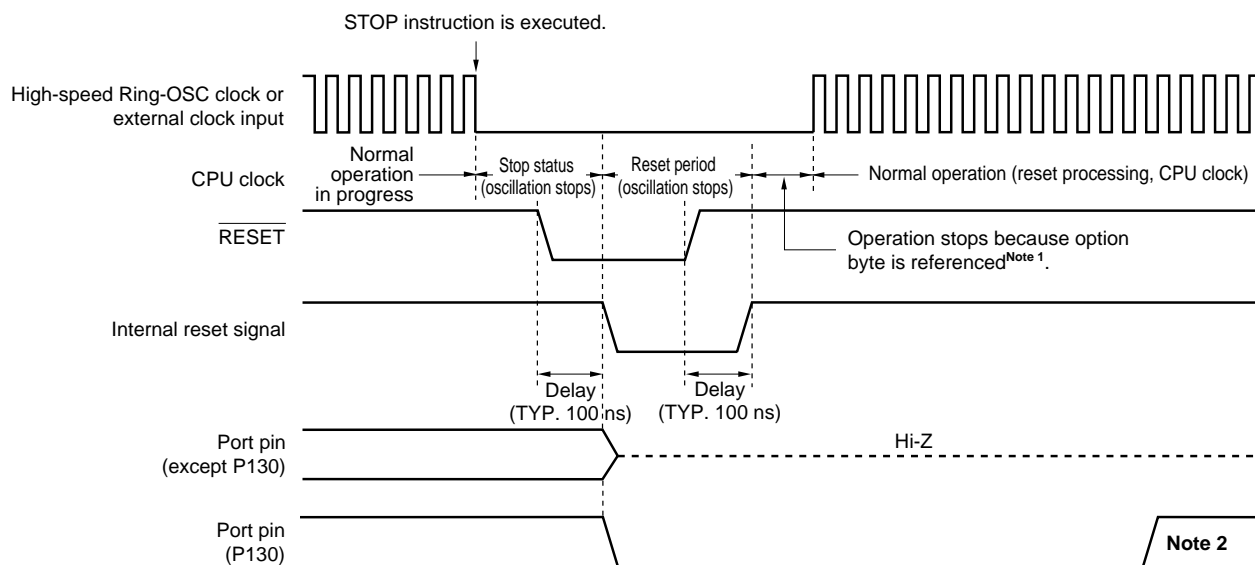 STOP instruction is executed.
High-speed Ring-OSC clock or
external clock input
CPU clock
Normal
operation
in progress
Stop status
(oscillation stops)
Reset period
(oscillation stops)
Normal operation (reset processing, CPU clock)
RESET
Operation stops because option
byte is referenced Note 1.
Internal reset signal
Delay
(TYP. 100 ns)
Delay
(TYP. 100 ns)
Port pin
(except P130)
Hi-Z
Port pin
(P130)
Note 2